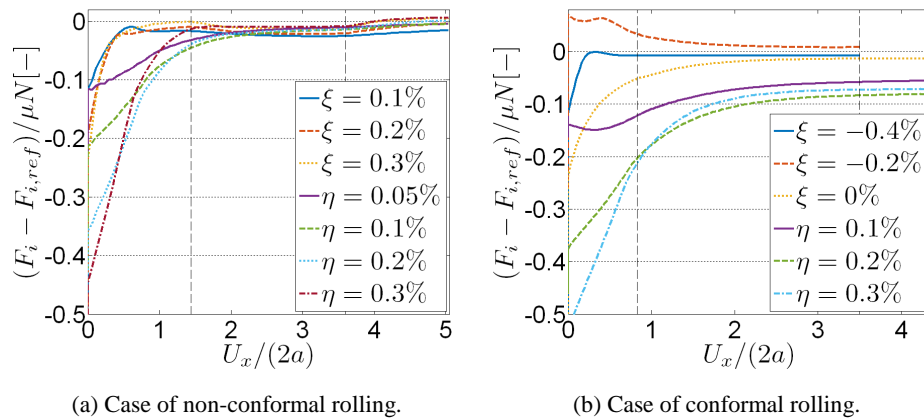 (F_i − F_{i,ref})/μN[−]
0
-0.1
-0.2
-0.3
-0.4
-0.5
0 1 2 3 4 5
U_x/(2a)
ξ = 0.1%
ξ = 0.2%
ξ = 0.3%
η = 0.05%
η = 0.1%
η = 0.2%
η = 0.3%
(a) Case of non-conformal rolling.
(F_i − F_{i,ref})/μN[−]
0
-0.1
-0.2
-0.3
-0.4
-0.5
0 1 2 3 4
U_x/(2a)
ξ = −0.4%
ξ = −0.2%
ξ = 0%
η = 0.1%
η = 0.2%
η = 0.3%
(b) Case of conformal rolling.